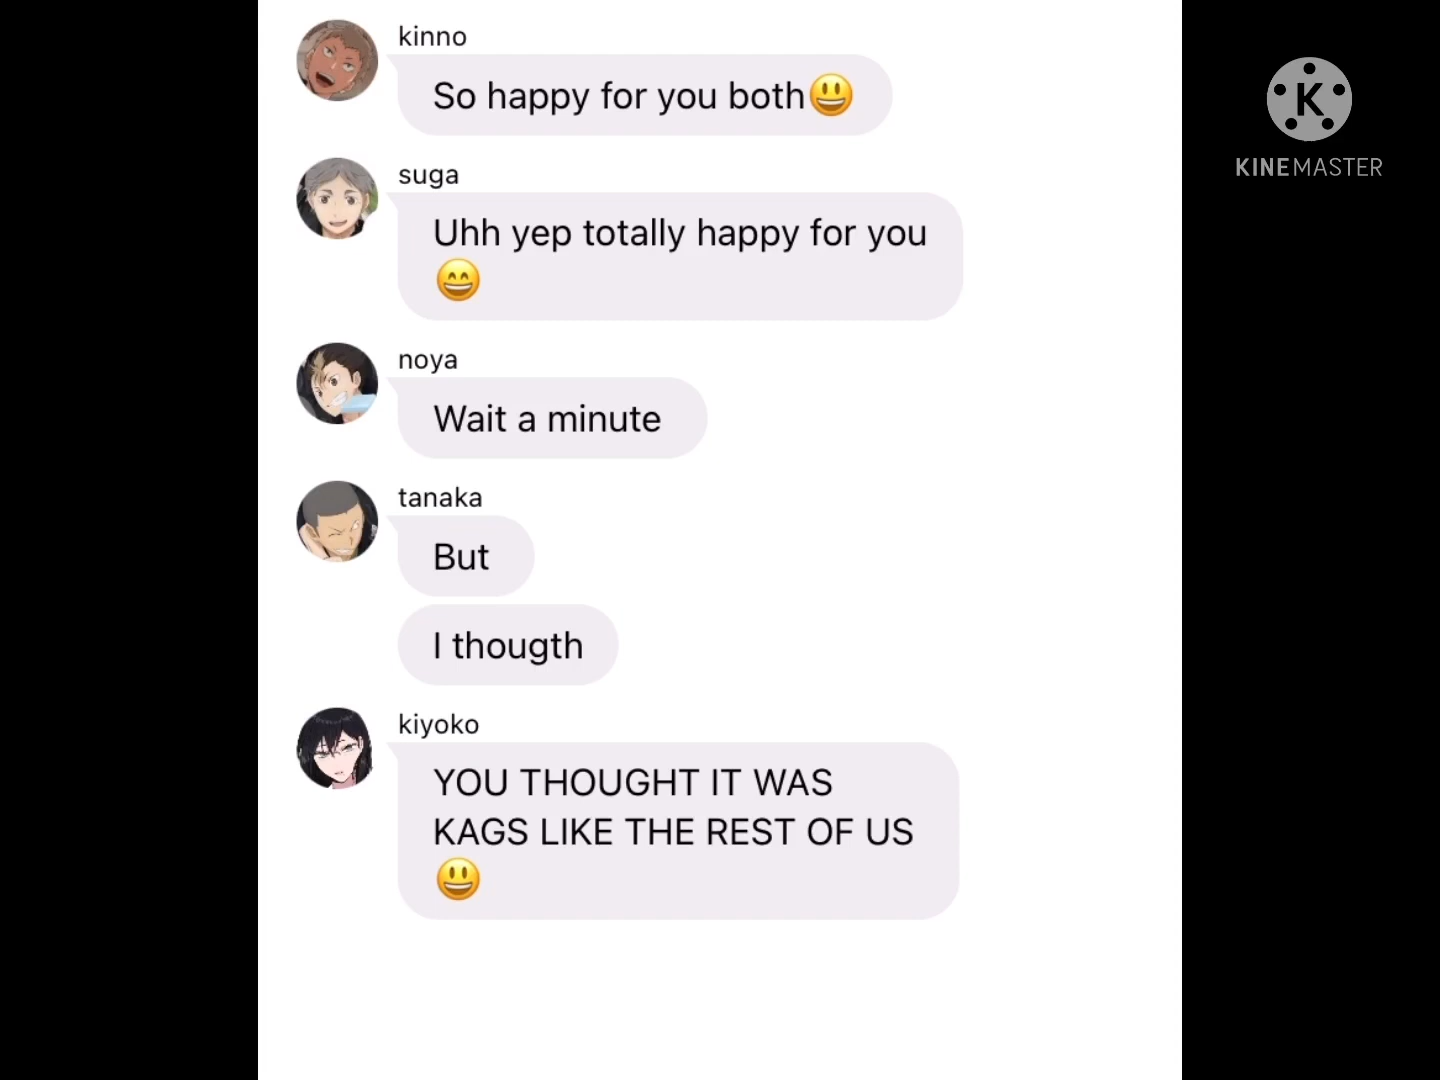 kinno
So happy for you both😃
suga
Uhh yep totally happy for you
😄
noya
Wait a minute
tanaka
But
I thougth
kiyoko
YOU THOUGHT IT WAS
KAGS LIKE THE REST OF US
😃
K
KINEMASTER